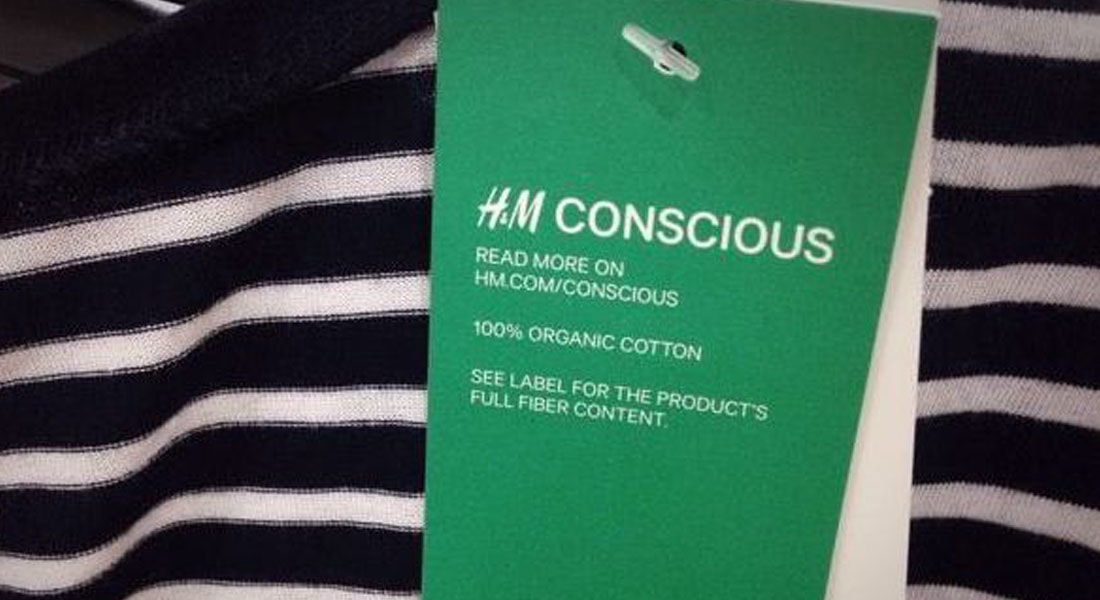 H&M CONSCIOUS
READ MORE ON
HM.COM/CONSCIOUS
100% ORGANIC COTTON
SEE LABEL FOR THE PRODUCT'S
FULL FIBER CONTENT.